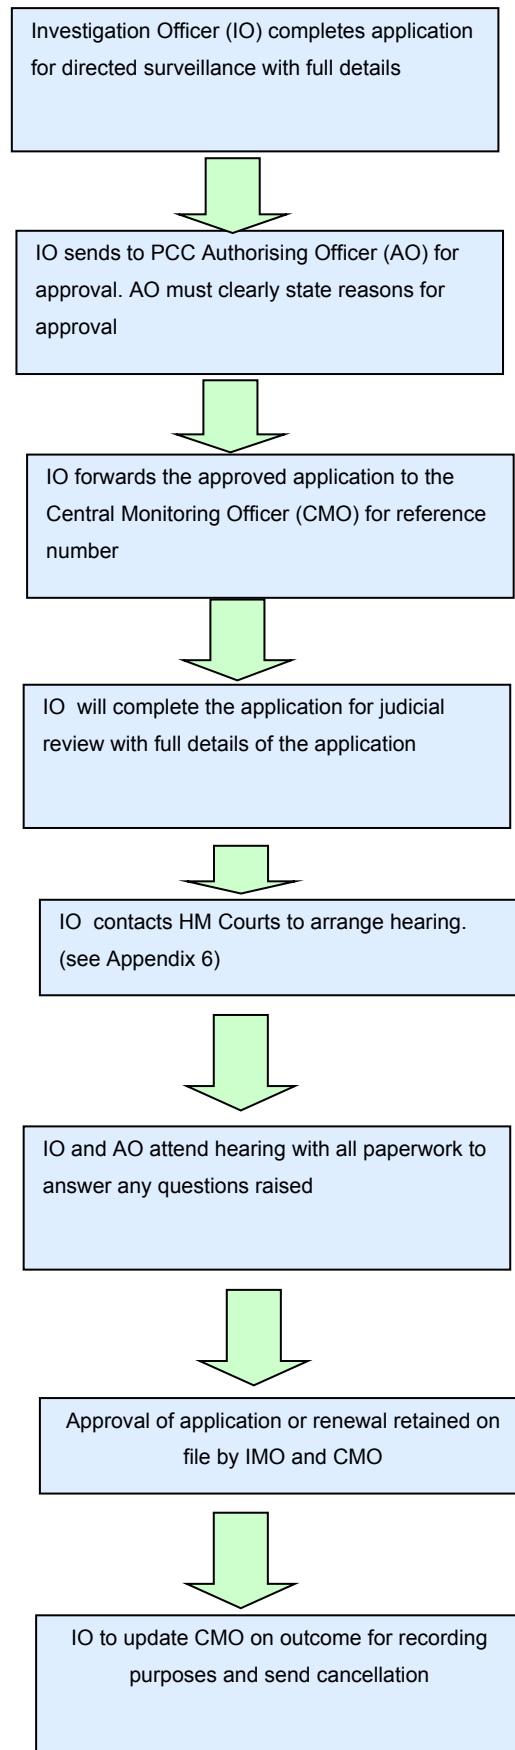 Investigation Officer (IO) completes application
for directed surveillance with full details
IO sends to PCC Authorising Officer (AO) for
approval. AO must clearly state reasons for
approval
IO forwards the approved application to the
Central Monitoring Officer (CMO) for reference
number
IO will complete the application for judicial
review with full details of the application
IO contacts HM Courts to arrange hearing.
(see Appendix 6)
IO and AO attend hearing with all paperwork to
answer any questions raised
Approval of application or renewal retained on
file by IMO and CMO
IO to update CMO on outcome for recording
purposes and send cancellation